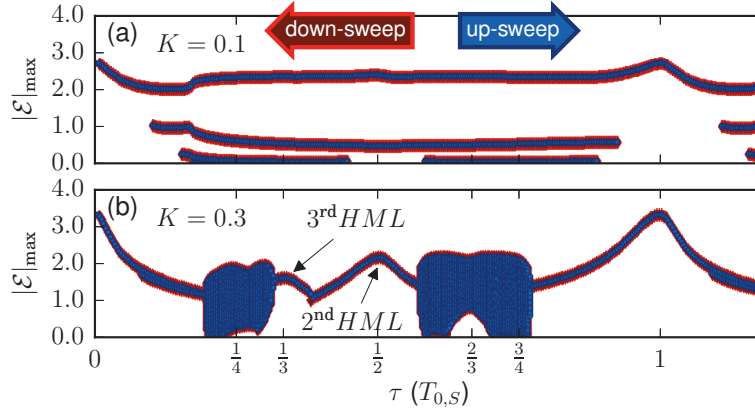 down-sweep
up-sweep
(a) K = 0.1
|ℰ|max
4.0
3.0
2.0
1.0
0.0
(b) K = 0.3
3rd HML
2nd HML
|ℰ|max
4.0
3.0
2.0
1.0
0.0
0 1/4 1/3 1/2 2/3 3/4 1
τ (T0,S)